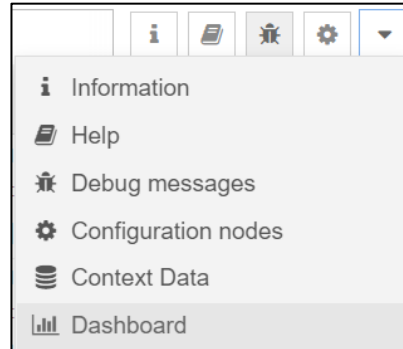 Information
Help
Debug messages
Configuration nodes
Context Data
Dashboard